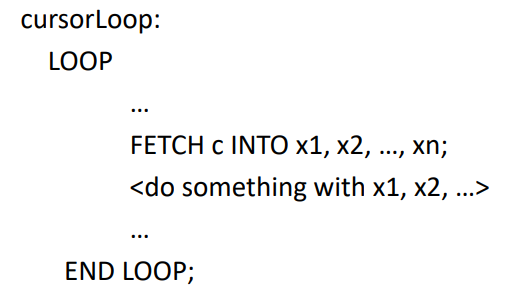 cursorLoop:
LOOP
…
FETCH c INTO x1, x2, …, xn;
<do something with x1, x2, …>
…
END LOOP;